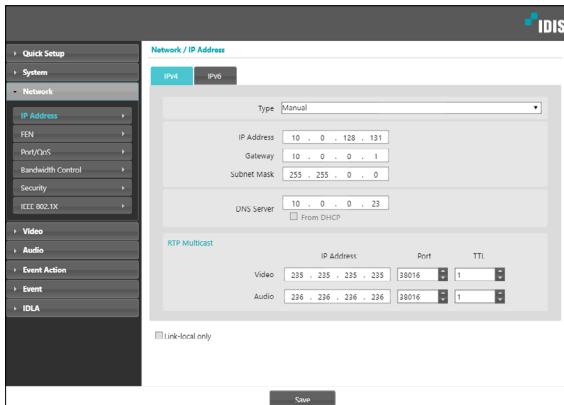 IDIS
Quick Setup
System
Network
IP Address
FEN
Port/QoS
Bandwidth Control
Security
IEEE 802.1X
Video
Audio
Event Action
Event
IDLA
Network / IP Address
IPv4 IPv6
Type Manual
IP Address 10 . 0 . 128 . 131
Gateway 10 . 0 . 0 . 1
Subnet Mask 255 . 255 . 0 . 0
DNS Server 10 . 0 . 0 . 23
From DHCP
RTP Multicast
IP Address Port TTL
Video 235 . 235 . 235 . 235 38016 1
Audio 236 . 236 . 236 . 236 38016 1
Link-local only
Save